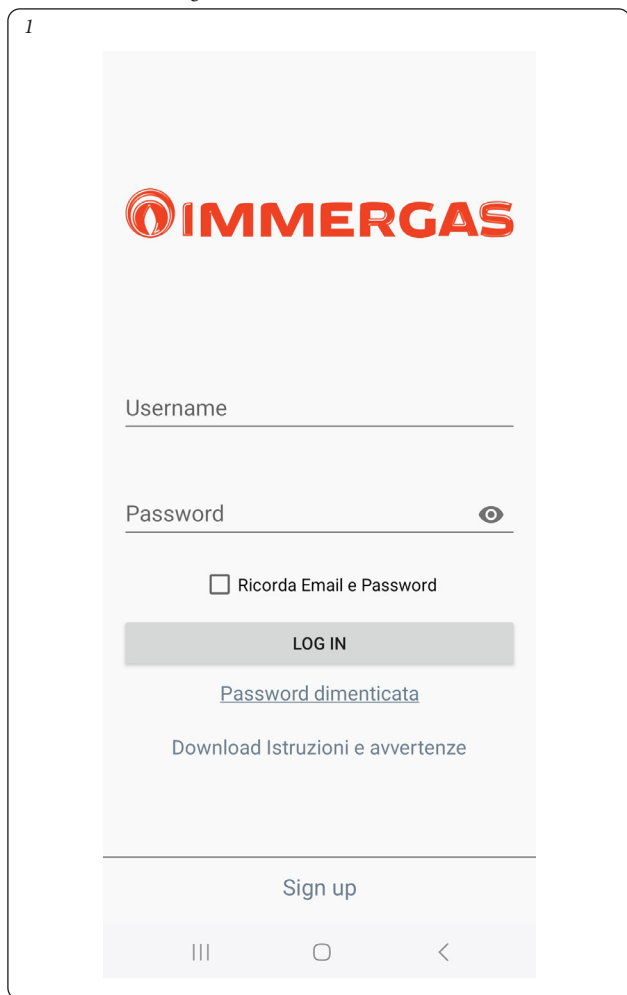 1
IMMERGAS
Username
Password
Ricorda Email e Password
LOG IN
Password dimenticata
Download Istruzioni e avvertenze
Sign up